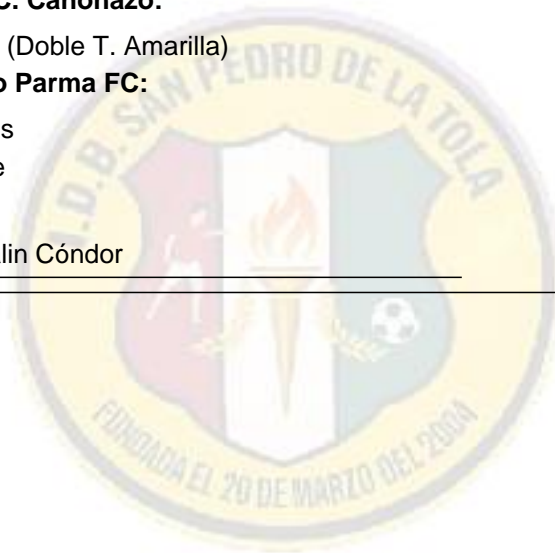 C. Cañonazo:
(Doble T. Amarilla)
o Parma FC:
s
e
lin Cóndor
L.D.B. SAN PEDRO DE LA TOLA
FUNDADA EL 20 DE MARZO DEL 2004